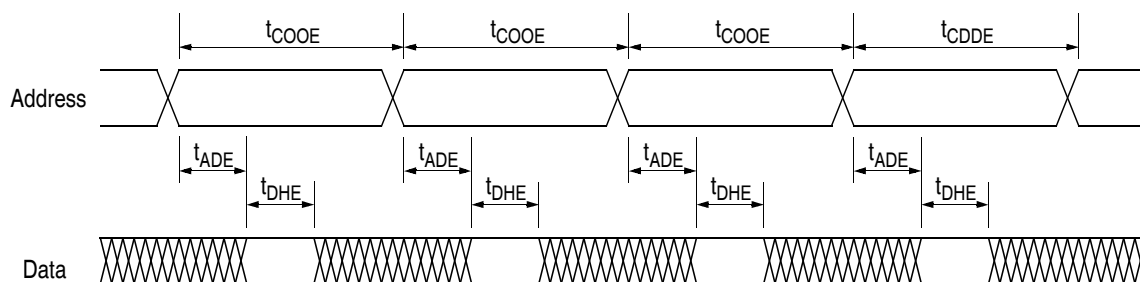 tCOOE tCOOE tCOOE tCDDE
Address
tADE tADE tADE tADE
tDHE tDHE tDHE tDHE
Data